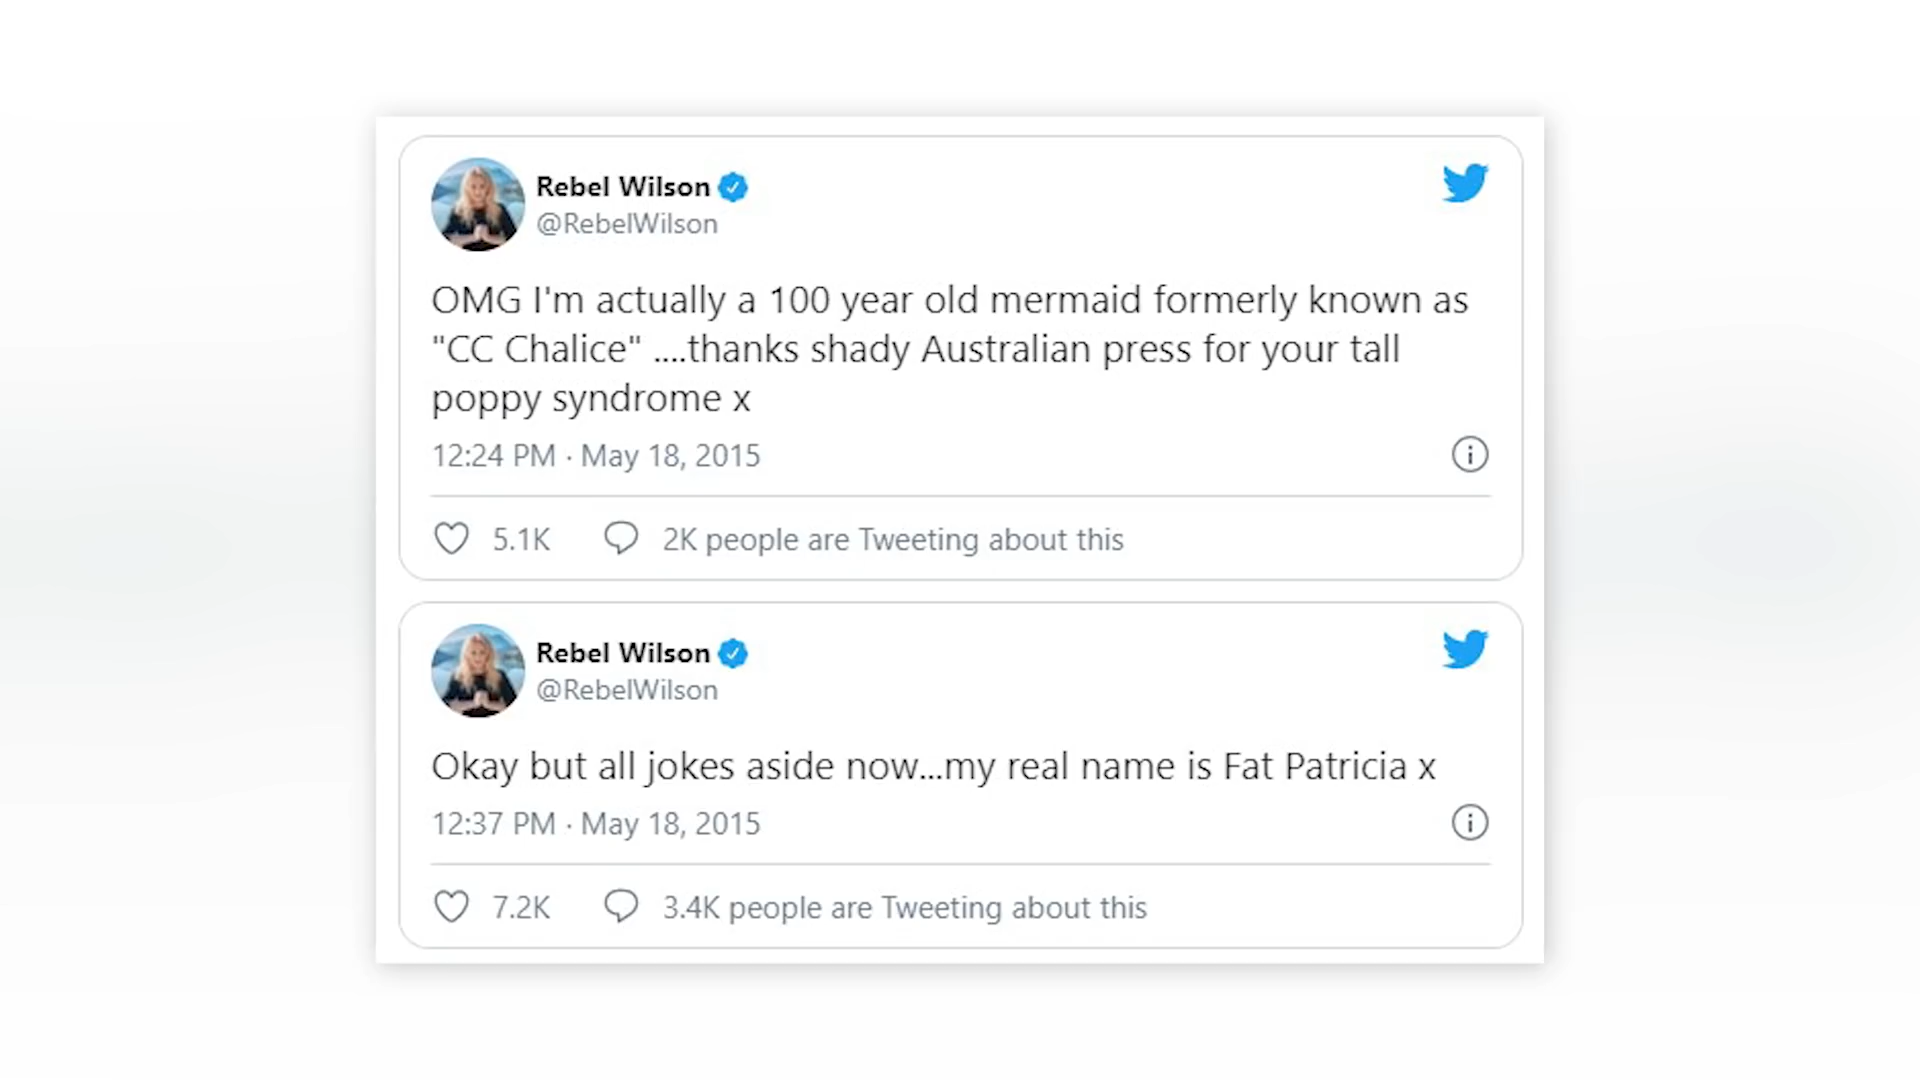 Rebel Wilson
@RebelWilson
OMG I'm actually a 100 year old mermaid formerly known as
"CC Chalice" ....thanks shady Australian press for your tall
poppy syndrome x
12:24 PM · May 18, 2015
5.1K 2K people are Tweeting about this
Rebel Wilson
@RebelWilson
Okay but all jokes aside now...my real name is Fat Patricia x
12:37 PM · May 18, 2015
7.2K 3.4K people are Tweeting about this